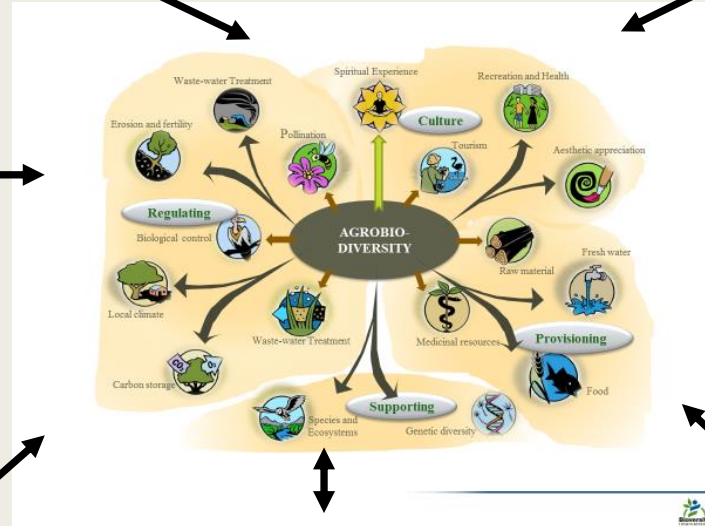 Spiritual Experience
Recreation and Health
Waste-water Treatment
Culture
Erosion and fertility
Pollination
Tourism
Aesthetic appreciation
Regulating
AGROBIO-
DIVERSITY
Biological control
Fresh water
Raw material
Local climate
Waste-water Treatment
Medicinal resources
Provisioning
CO₂
O₂
Carbon storage
Food
Species and
Ecosystems
Supporting
Genetic diversity